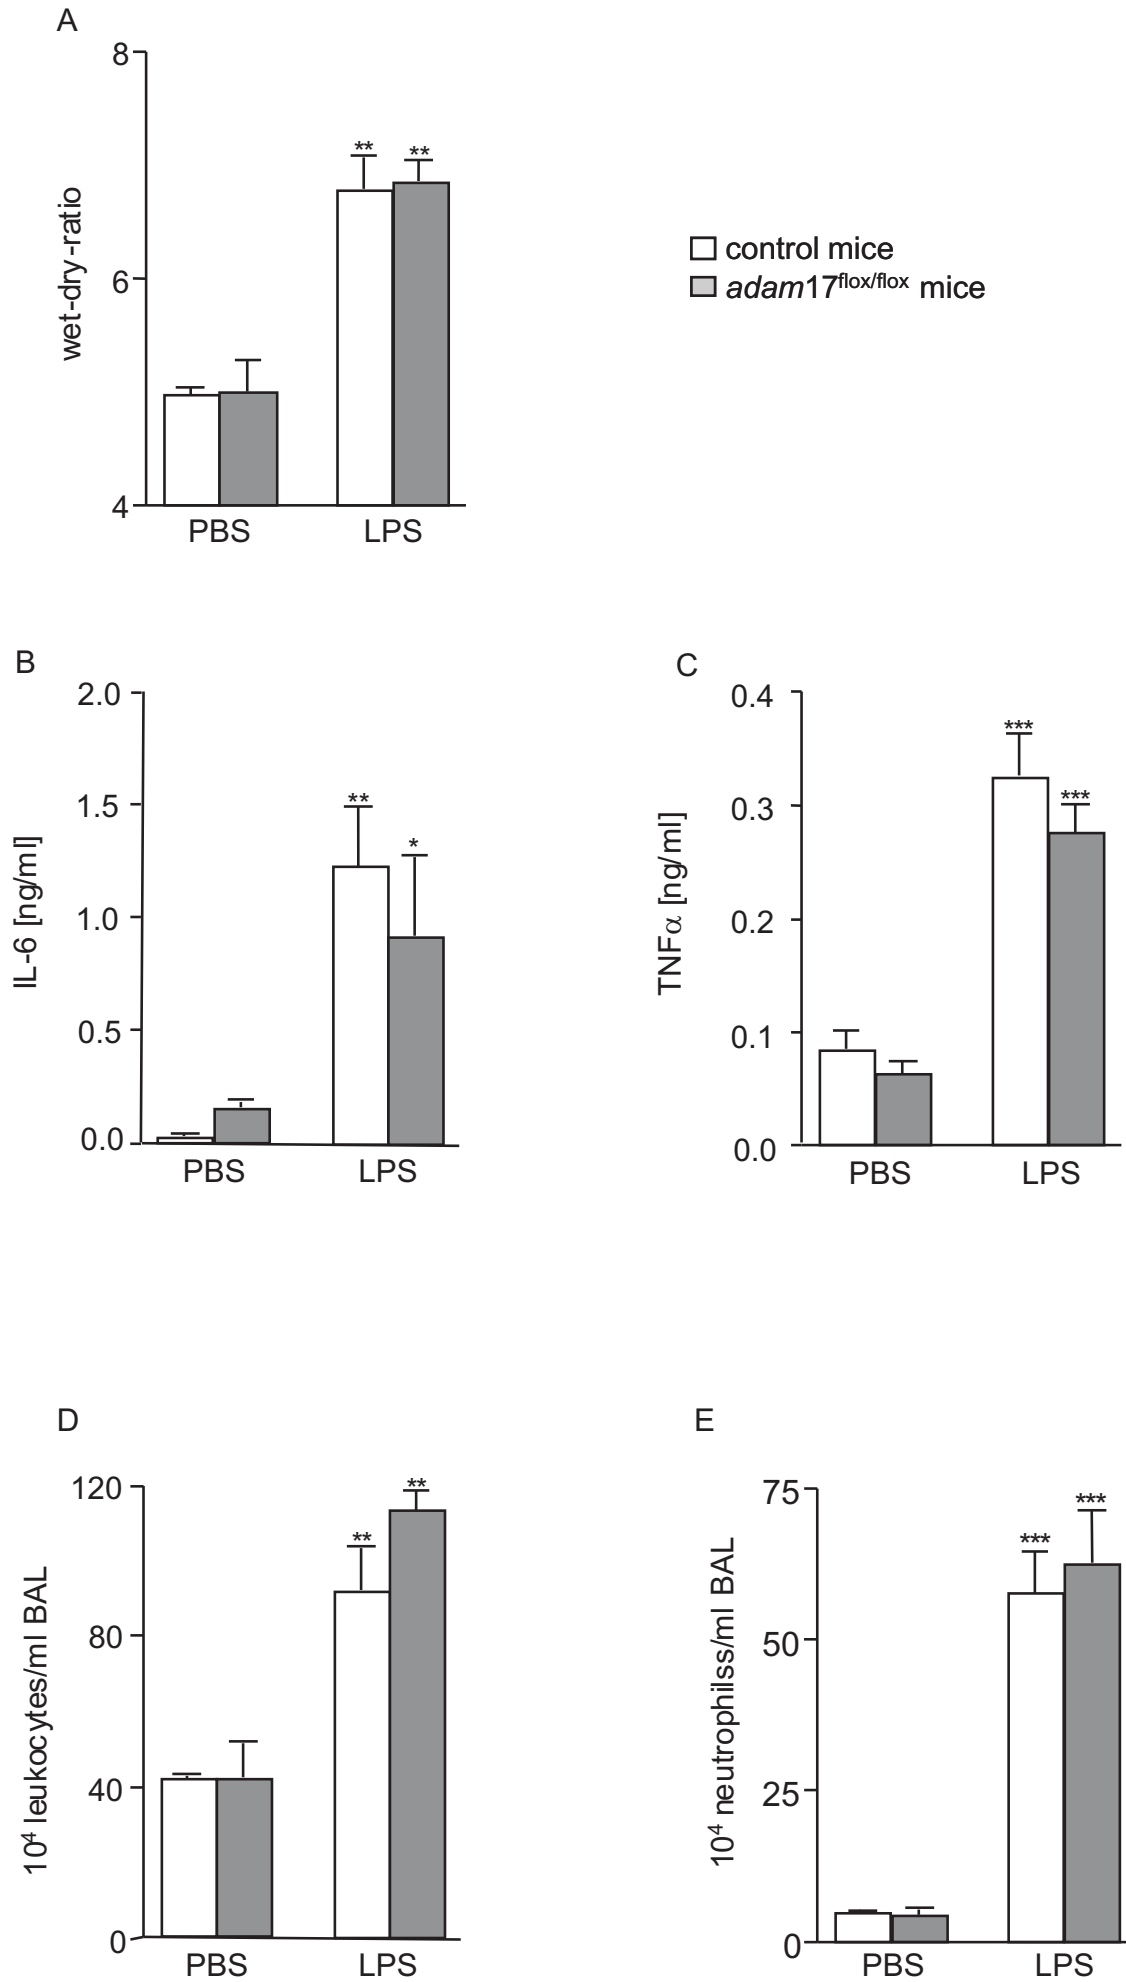 A
8
6
4
wet-dry-ratio
** **
PBS LPS
control mice
adam17flox/flox mice
B
2.0
1.5
1.0
0.5
0.0
IL-6 [ng/ml]
** *
PBS LPS
C
0.4
0.3
0.2
0.1
0.0
TNFα [ng/ml]
*** ***
PBS LPS
D
120
80
40
0
10⁴ leukocytes/ml BAL
** **
PBS LPS
E
75
50
25
0
10⁴ neutrophilss/ml BAL
*** ***
PBS LPS